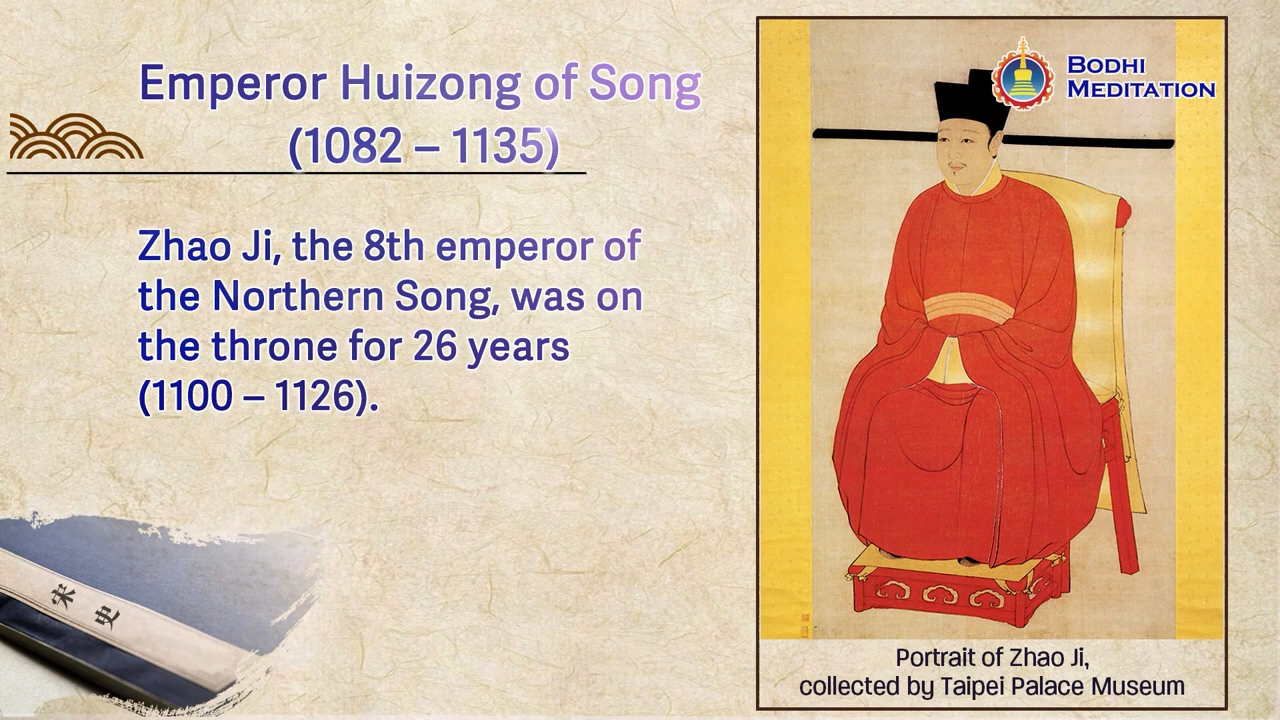 Emperor Huizong of Song
(1082 – 1135)
Zhao Ji, the 8th emperor of
the Northern Song, was on
the throne for 26 years
(1100 – 1126).
宋史
BODHI
MEDITATION
Portrait of Zhao Ji,
collected by Taipei Palace Museum